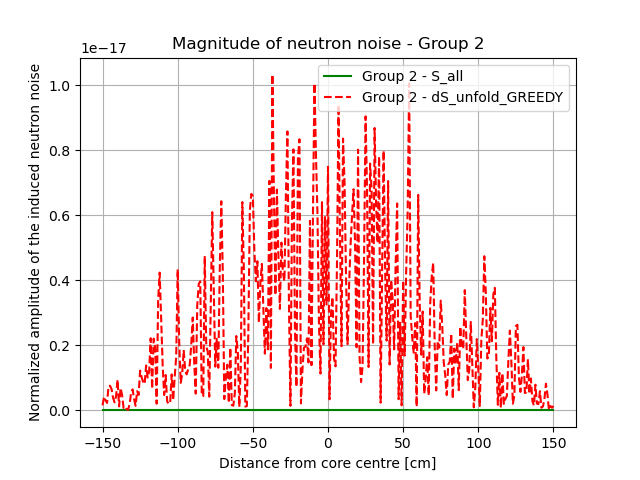 Magnitude of neutron noise - Group 2
1e−17
Group 2 - S_all
Group 2 - dS_unfold_GREEDY
Normalized amplitude of the induced neutron noise
1.0
0.8
0.6
0.4
0.2
0.0
−150 −100 −50 0 50 100 150
Distance from core centre [cm]